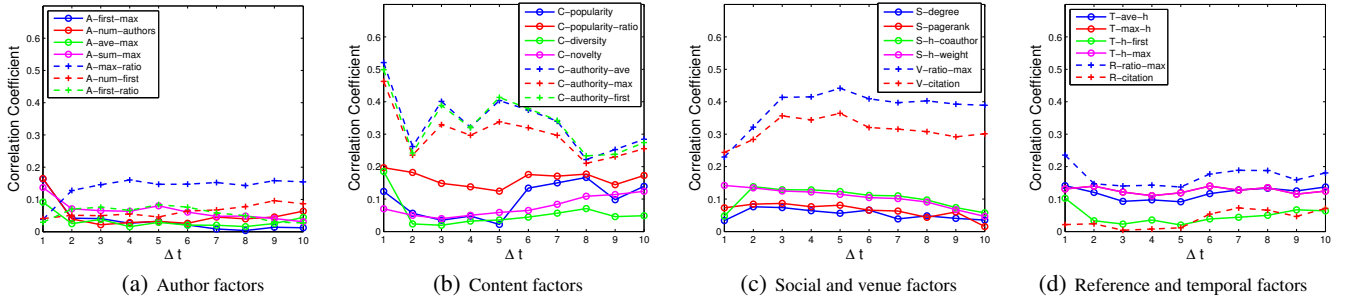 Correlation Coefficient
0.6
0.5
0.4
0.3
0.2
0.1
0
1 2 3 4 5 6 7 8 9 10
Δ t
A−first−max
A−num−authors
A−ave−max
A−sum−max
A−max−ratio
A−num−first
A−first−ratio
(a) Author factors
Correlation Coefficient
0.6
0.5
0.4
0.3
0.2
0.1
0
1 2 3 4 5 6 7 8 9 10
Δ t
C−popularity
C−popularity−ratio
C−diversity
C−novelty
C−authority−ave
C−authority−max
C−authority−first
(b) Content factors
Correlation Coefficient
0.6
0.5
0.4
0.3
0.2
0.1
0
1 2 3 4 5 6 7 8 9 10
Δ t
S−degree
S−pagerank
S−h−coauthor
S−h−weight
V−ratio−max
V−citation
(c) Social and venue factors
Correlation Coefficient
0.6
0.5
0.4
0.3
0.2
0.1
0
1 2 3 4 5 6 7 8 9 10
Δ t
T−ave−h
T−max−h
T−h−first
T−h−max
R−ratio−max
R−citation
(d) Reference and temporal factors